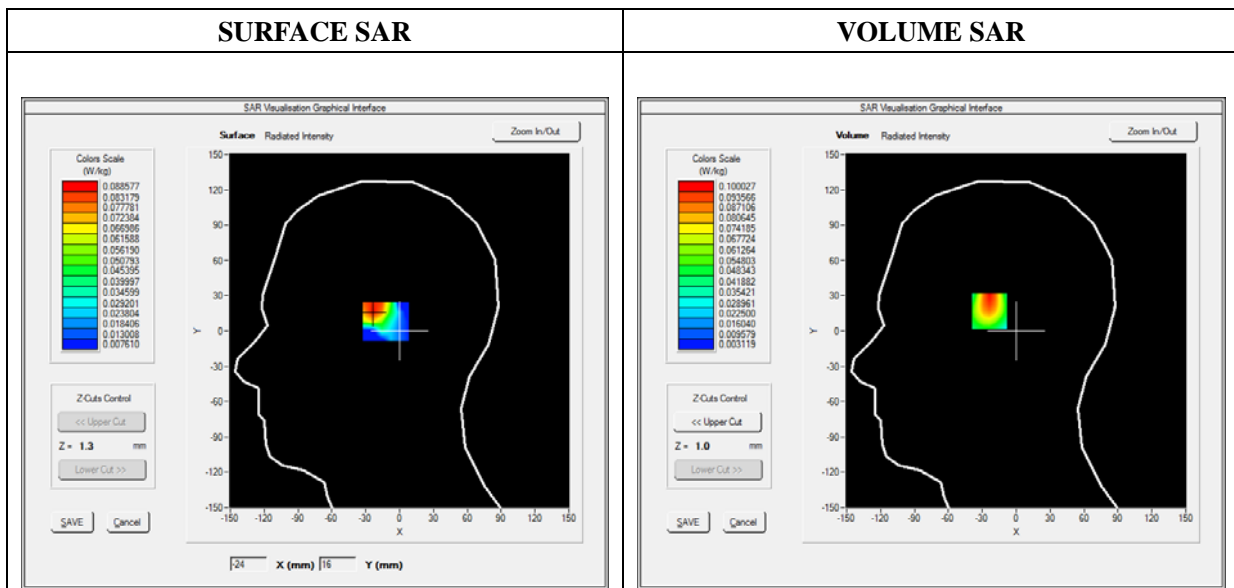 SURFACE SAR
VOLUME SAR
SAR Visualisation Graphical Interface
Surface Radiated Intensity
Zoom In/Out
Colors Scale
(W/kg)
0.088577
0.083179
0.077781
0.072384
0.066986
0.061588
0.056190
0.050793
0.045395
0.039997
0.034599
0.029201
0.023804
0.018406
0.013008
0.007610
Z-Cuts Control
<< Upper Cut
Z = 1.3 mm
Lower Cut >>
SAVE Cancel
150
120
90
60
30
0
-30
-60
-90
-120
-150
Y
-150 -120 -90 -60 -30 0 30 60 90 120 150
X
-24 X (mm) 16 Y (mm)
SAR Visualisation Graphical Interface
Volume Radiated Intensity
Zoom In/Out
Colors Scale
(W/kg)
0.100027
0.093566
0.087106
0.080645
0.074185
0.067724
0.061264
0.054803
0.048343
0.041882
0.035421
0.028961
0.022500
0.016040
0.009579
0.003119
Z-Cuts Control
<< Upper Cut
Z = 1.0 mm
Lower Cut >>
SAVE Cancel
150
120
90
60
30
0
-30
-60
-90
-120
-150
Y
-150 -120 -90 -60 -30 0 30 60 90 120 150
X